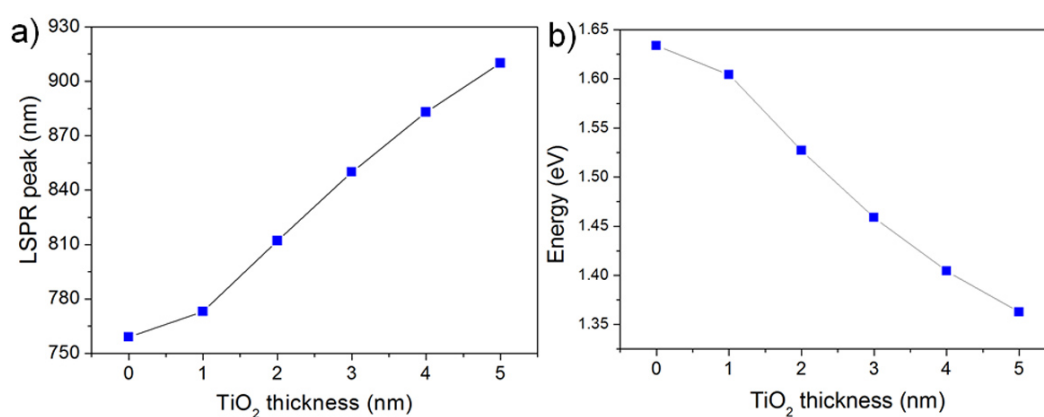 a)
930
900
870
840
810
780
750
LSPR peak (nm)
0 1 2 3 4 5
TiO₂ thickness (nm)
b)
1.65
1.60
1.55
1.50
1.45
1.40
1.35
Energy (eV)
0 1 2 3 4 5
TiO₂ thickness (nm)